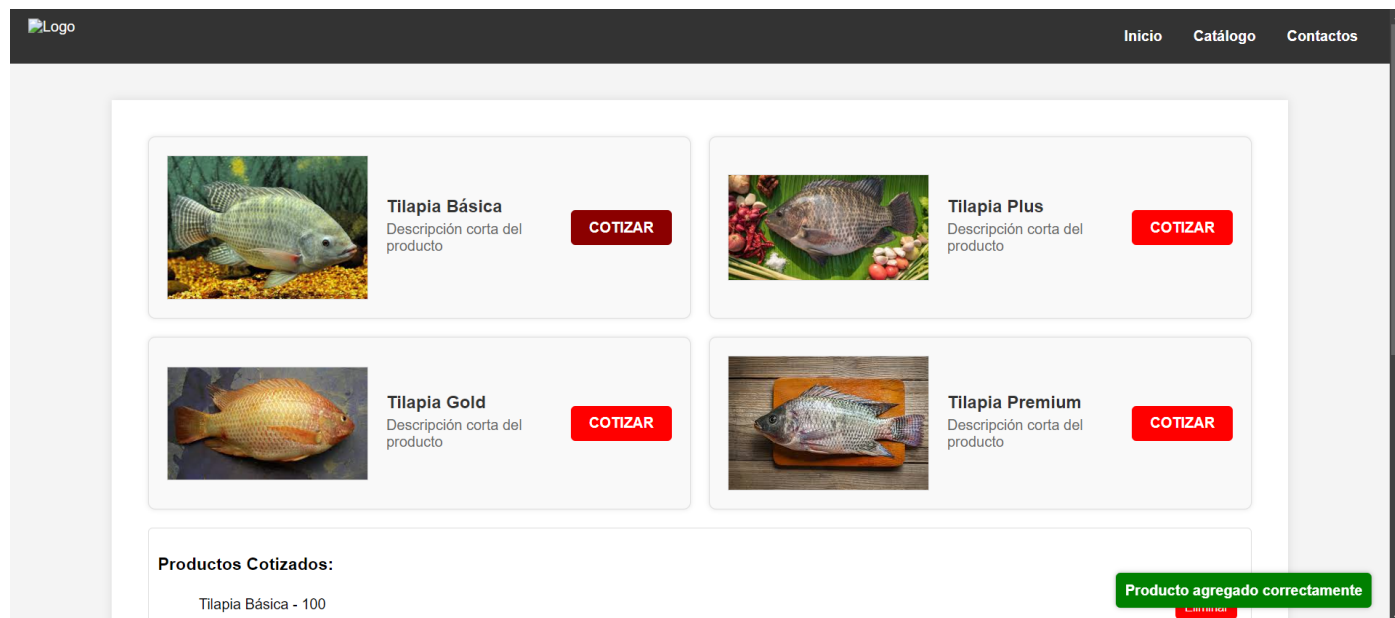 Logo
Inicio Catálogo Contactos
Tilapia Básica
Descripción corta del
producto
COTIZAR
Tilapia Plus
Descripción corta del
producto
COTIZAR
Tilapia Gold
Descripción corta del
producto
COTIZAR
Tilapia Premium
Descripción corta del
producto
COTIZAR
Productos Cotizados:
Tilapia Básica - 100
Producto agregado correctamente
Eliminar